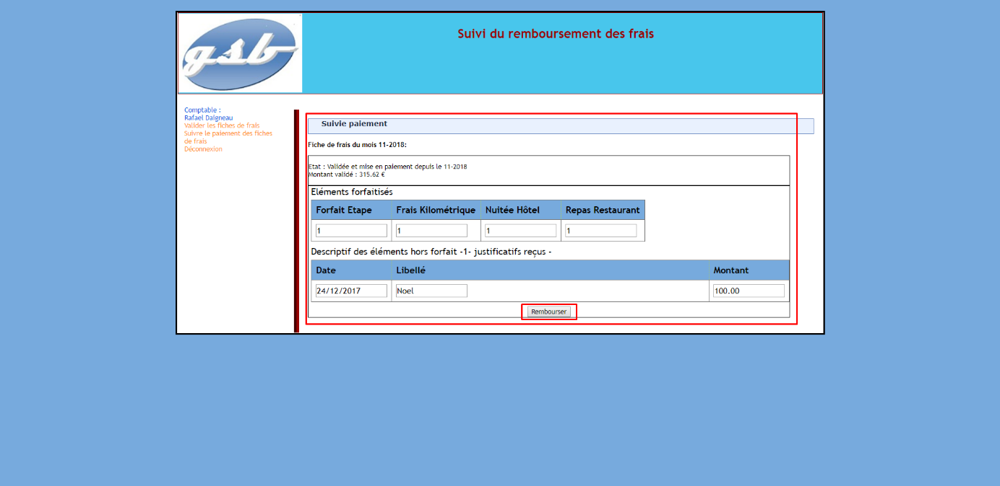 gsb
Suivi du remboursement des frais
Comptable :
Rafael Daigneau
Valider les fiches de frais
Suivre le paiement des fiches
de frais
Déconnexion
Suivie paiement
Fiche de frais du mois 11-2018:
Etat : Validée et mise en paiement depuis le 11-2018
Montant validé : 315.62 €
Eléments forfaitisés
Forfait Etape Frais Kilométrique Nuitée Hôtel Repas Restaurant
1 1 1 1
Descriptif des éléments hors forfait -1- justificatifs reçus -
Date Libellé Montant
24/12/2017 Noel 100.00
Rembourser